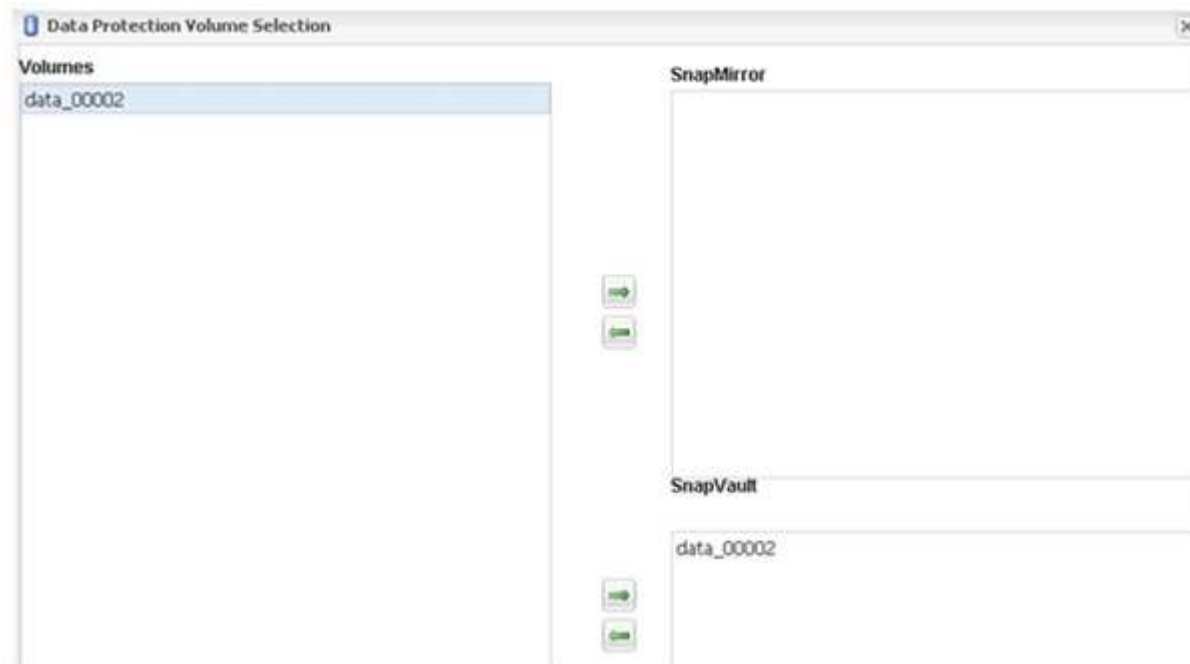 Data Protection Volume Selection
Volumes
data_00002
SnapMirror
SnapVault
data_00002